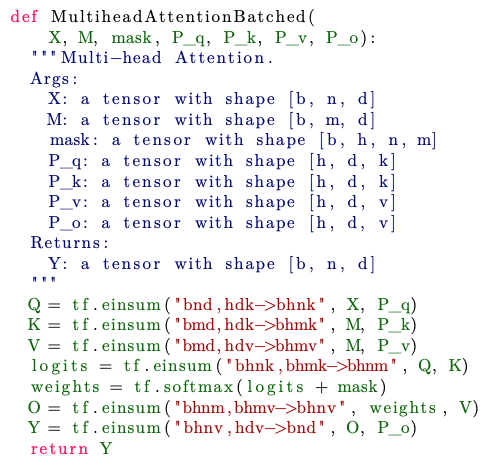 def MultiheadAttentionBatched(
    X, M, mask, P_q, P_k, P_v, P_o):
  """Multi-head Attention.
  Args:
    X: a tensor with shape [b, n, d]
    M: a tensor with shape [b, m, d]
    mask: a tensor with shape [b, h, n, m]
    P_q: a tensor with shape [h, d, k]
    P_k: a tensor with shape [h, d, k]
    P_v: a tensor with shape [h, d, v]
    P_o: a tensor with shape [h, d, v]
  Returns:
    Y: a tensor with shape [b, n, d]
  """
  Q = tf.einsum("bnd,hdk->bhnk", X, P_q)
  K = tf.einsum("bmd,hdk->bhmk", M, P_k)
  V = tf.einsum("bmd,hdv->bhmv", M, P_v)
  logits = tf.einsum("bhnk,bhmk->bhnm", Q, K)
  weights = tf.softmax(logits + mask)
  O = tf.einsum("bhnm,bhmv->bhnv", weights, V)
  Y = tf.einsum("bhnv,hdv->bnd", O, P_o)
  return Y